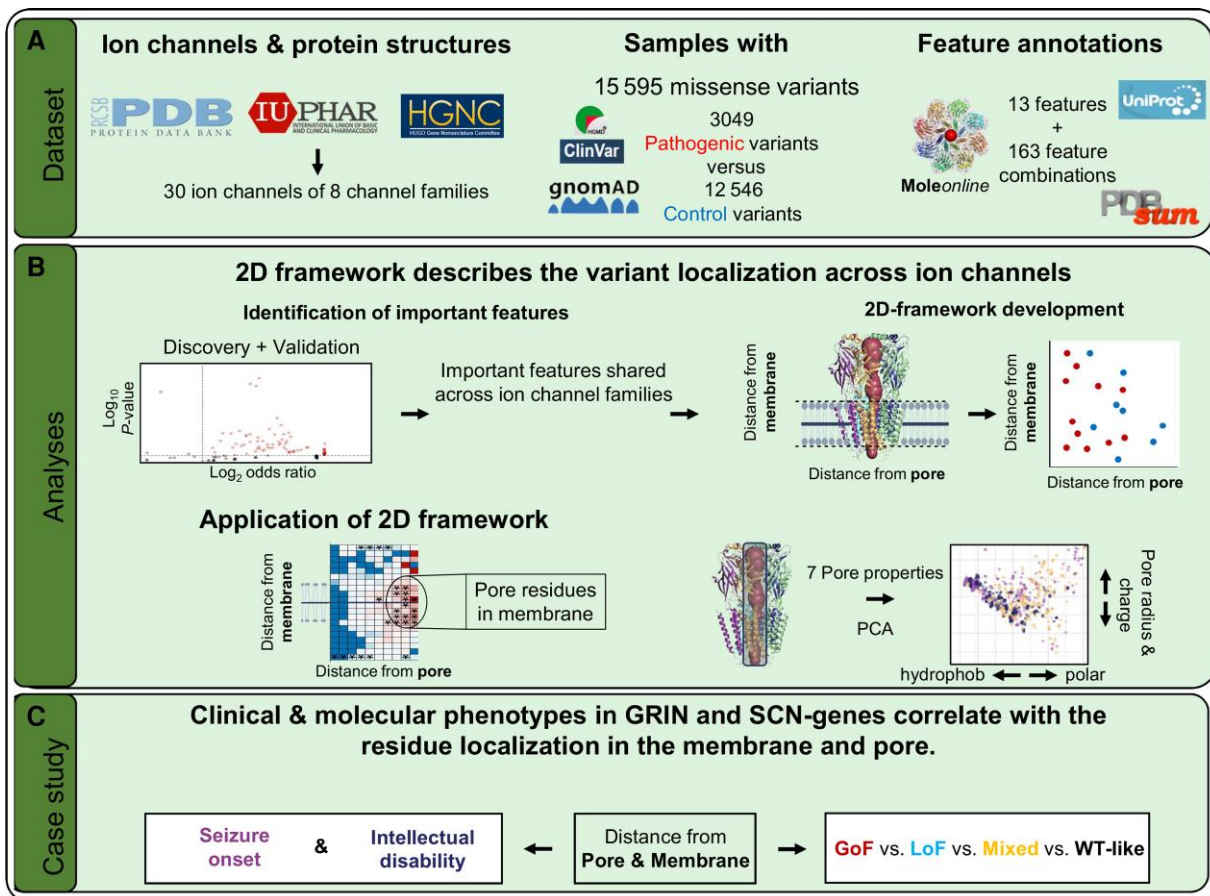 A
Dataset
Ion channels & protein structures
RCSB
PDB
PROTEIN DATA BANK
IUPHAR
INTERNATIONAL UNION OF BASIC
AND CLINICAL PHARMACOLOGY
HGNC
HUGO Gene Nomenclature Committee
30 ion channels of 8 channel families
Samples with
15 595 missense variants
HGMD
ClinVar
gnomAD
3049
Pathogenic variants
versus
12 546
Control variants
Feature annotations
Moleonline
13 features
+
163 feature
combinations
UniProt
PDB
sum
B
Analyses
2D framework describes the variant localization across ion channels
Identification of important features
Discovery + Validation
Log10
P-value
Log2 odds ratio
Important features shared
across ion channel families
2D-framework development
Distance from
membrane
Distance from pore
Distance from
membrane
Distance from pore
Application of 2D framework
Distance from
membrane
Distance from pore
Pore residues
in membrane
7 Pore properties
PCA
Pore radius &
charge
hydrophob
polar
C
Case study
Clinical & molecular phenotypes in GRIN and SCN-genes correlate with the
residue localization in the membrane and pore.
Seizure
onset
&
Intellectual
disability
Distance from
Pore & Membrane
GoF vs. LoF vs. Mixed vs. WT-like